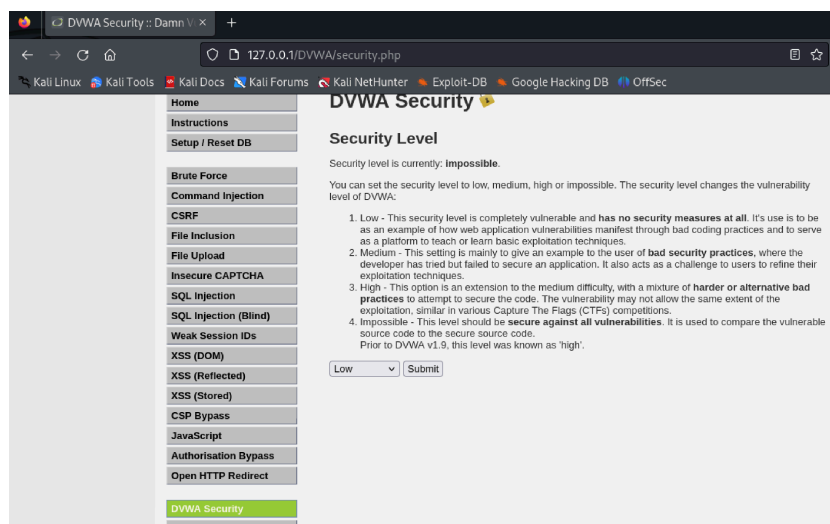 DVWA Security :: Damn V
127.0.0.1/DVWA/security.php
Kali Linux Kali Tools Kali Docs Kali Forums Kali NetHunter Exploit-DB Google Hacking DB OffSec
Home
Instructions
Setup / Reset DB
Brute Force
Command Injection
CSRF
File Inclusion
File Upload
Insecure CAPTCHA
SQL Injection
SQL Injection (Blind)
Weak Session IDs
XSS (DOM)
XSS (Reflected)
XSS (Stored)
CSP Bypass
JavaScript
Authorisation Bypass
Open HTTP Redirect
DVWA Security
DVWA Security
Security Level
Security level is currently: impossible.
You can set the security level to low, medium, high or impossible. The security level changes the vulnerability
level of DVWA:
1. Low - This security level is completely vulnerable and has no security measures at all. It's use is to be
as an example of how web application vulnerabilities manifest through bad coding practices and to serve
as a platform to teach or learn basic exploitation techniques.
2. Medium - This setting is mainly to give an example to the user of bad security practices, where the
developer has tried but failed to secure an application. It also acts as a challenge to users to refine their
exploitation techniques.
3. High - This option is an extension to the medium difficulty, with a mixture of harder or alternative bad
practices to attempt to secure the code. The vulnerability may not allow the same extent of the
exploitation, similar in various Capture The Flags (CTFs) competitions.
4. Impossible - This level should be secure against all vulnerabilities. It is used to compare the vulnerable
source code to the secure source code.
Prior to DVWA v1.9, this level was known as 'high'.
Low Submit